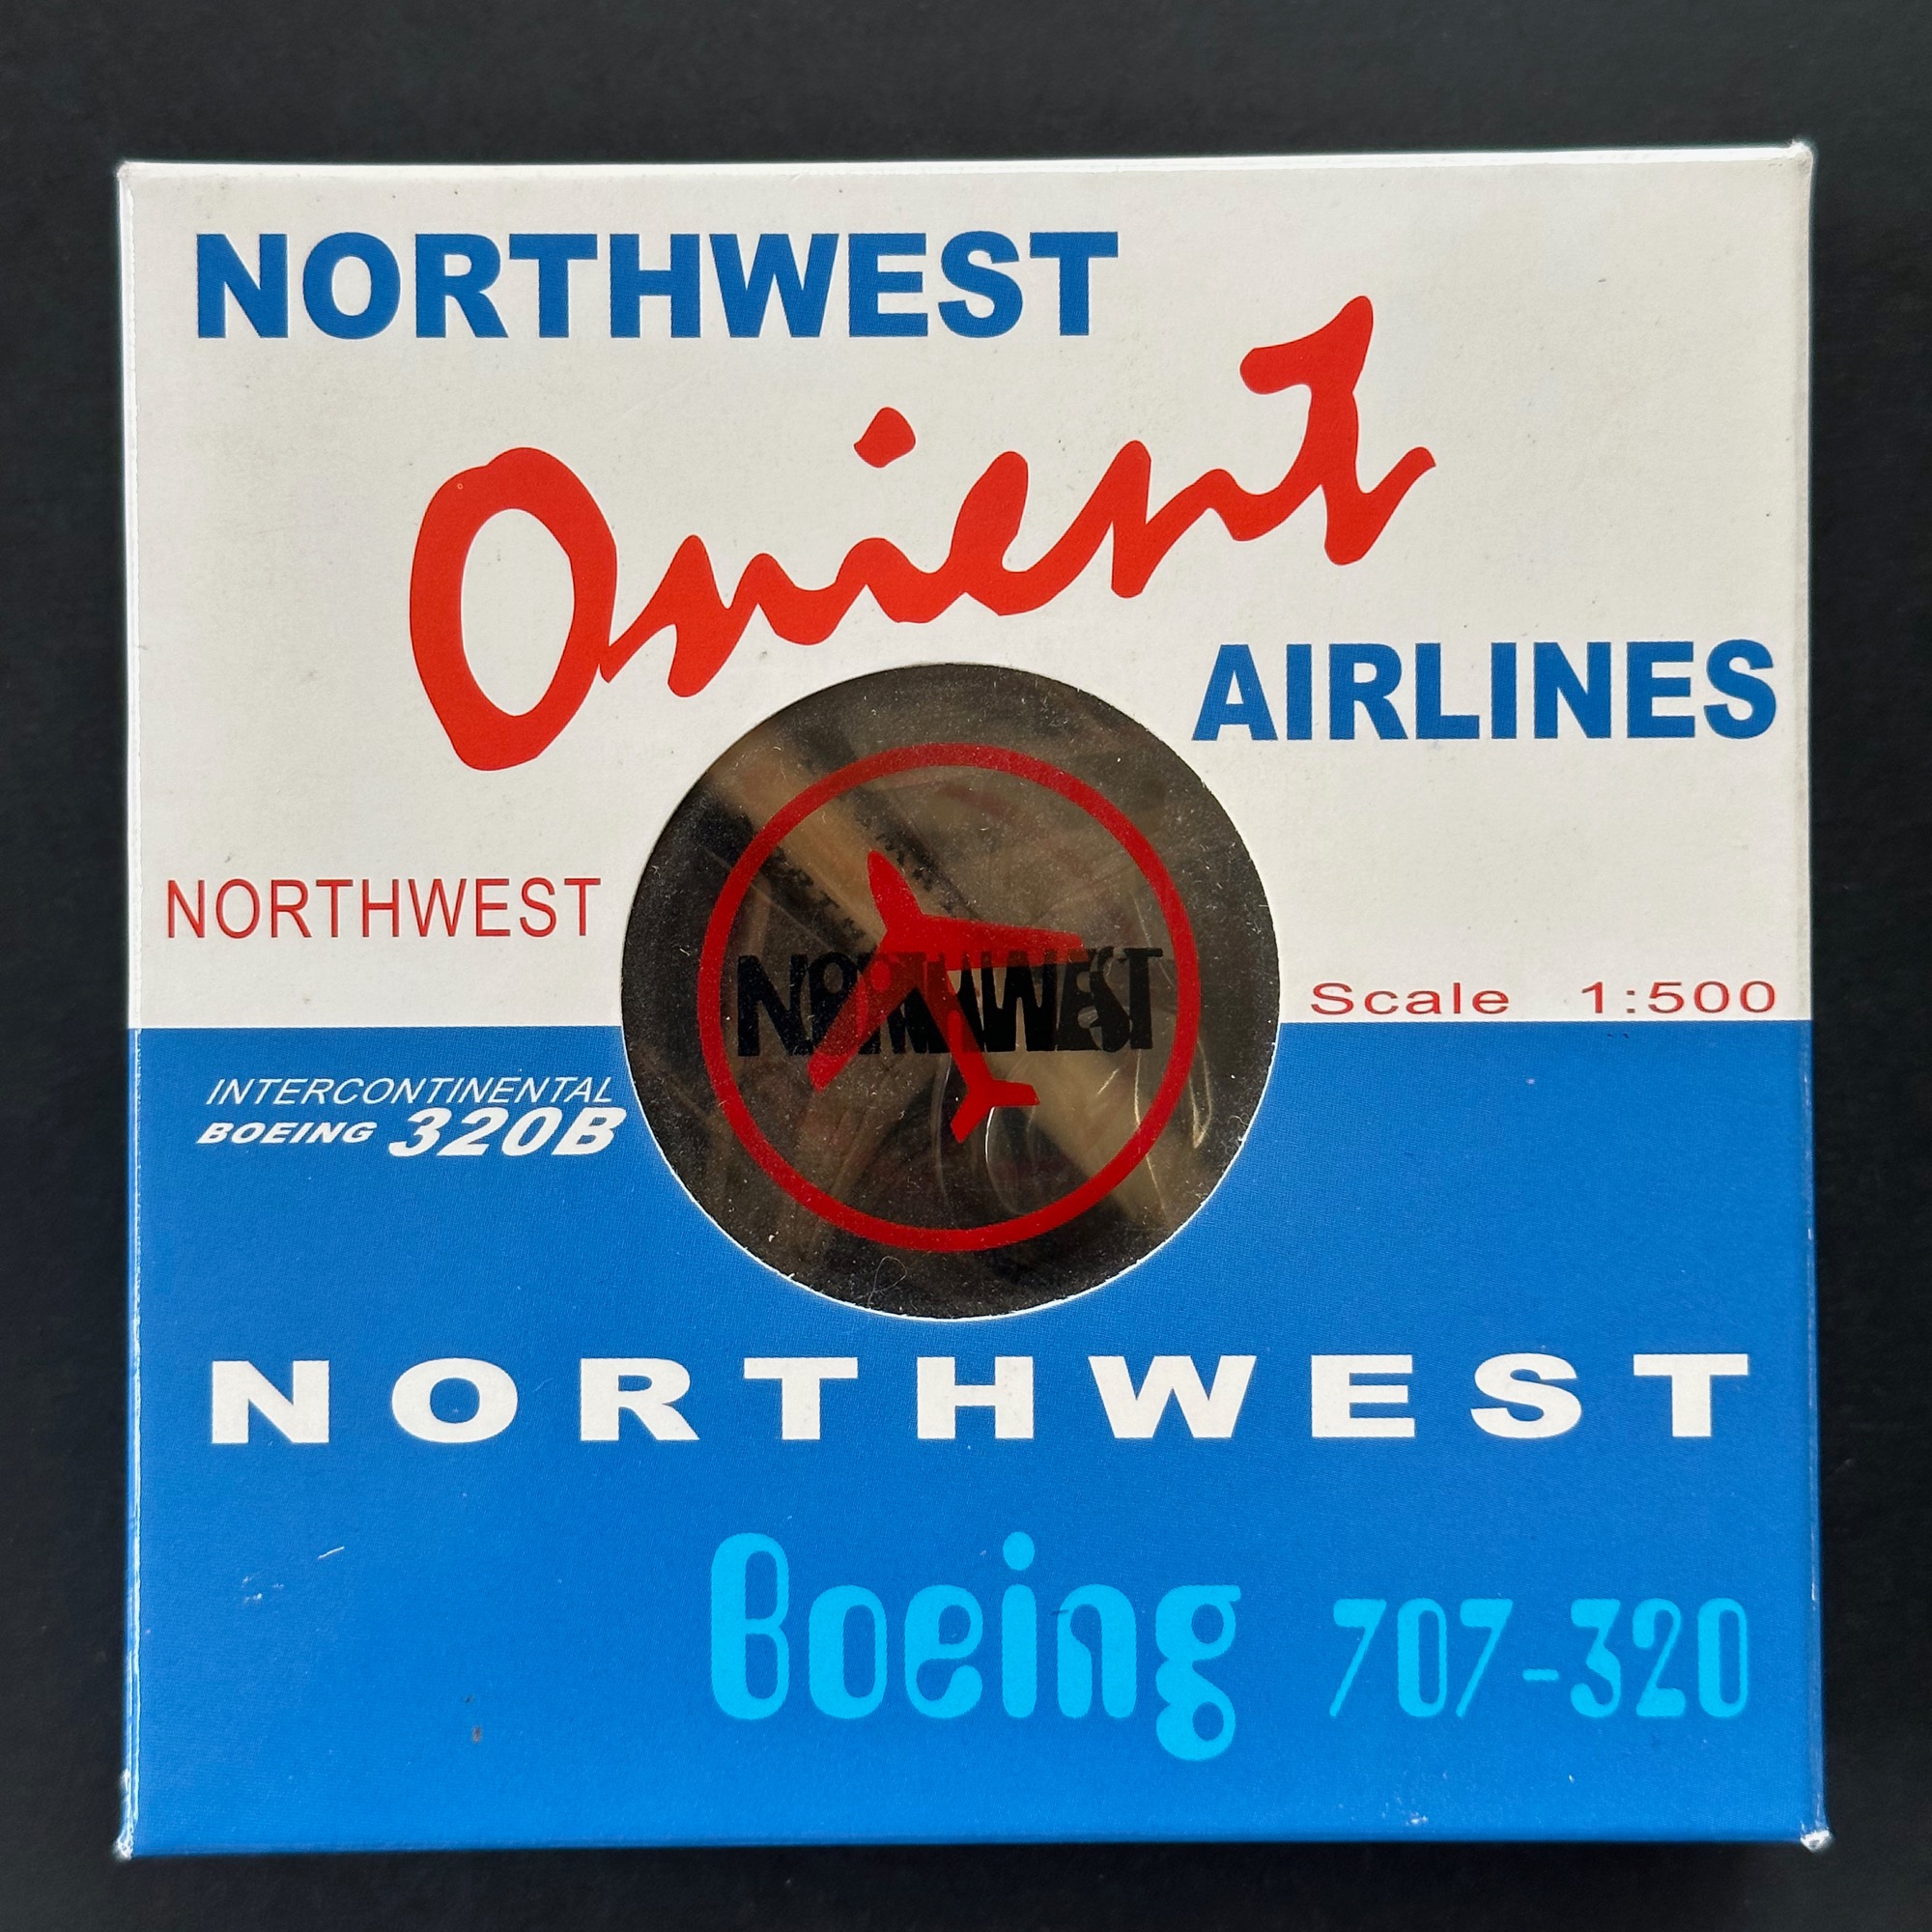 NORTHWEST
Orient
AIRLINES
NORTHWEST
NORTHWEST
Scale 1:500
INTERCONTINENTAL
BOEING 320B
NORTHWEST
Boeing 707-320